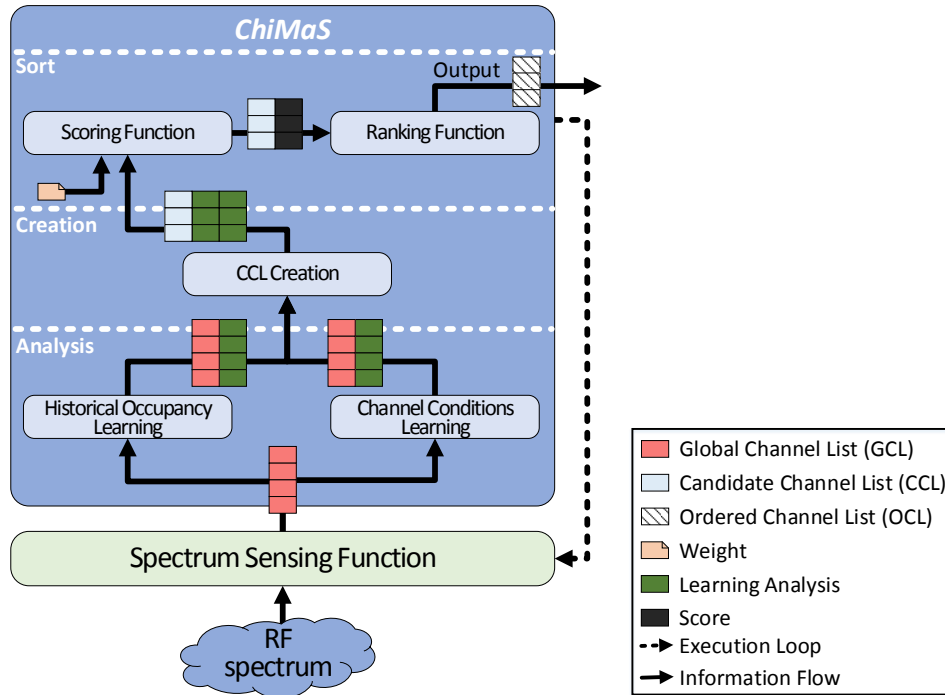 ChiMaS
Sort
Output
Scoring Function
Ranking Function
Creation
CCL Creation
Analysis
Historical Occupancy
Learning
Channel Conditions
Learning
Spectrum Sensing Function
RF
spectrum
Global Channel List (GCL)
Candidate Channel List (CCL)
Ordered Channel List (OCL)
Weight
Learning Analysis
Score
Execution Loop
Information Flow